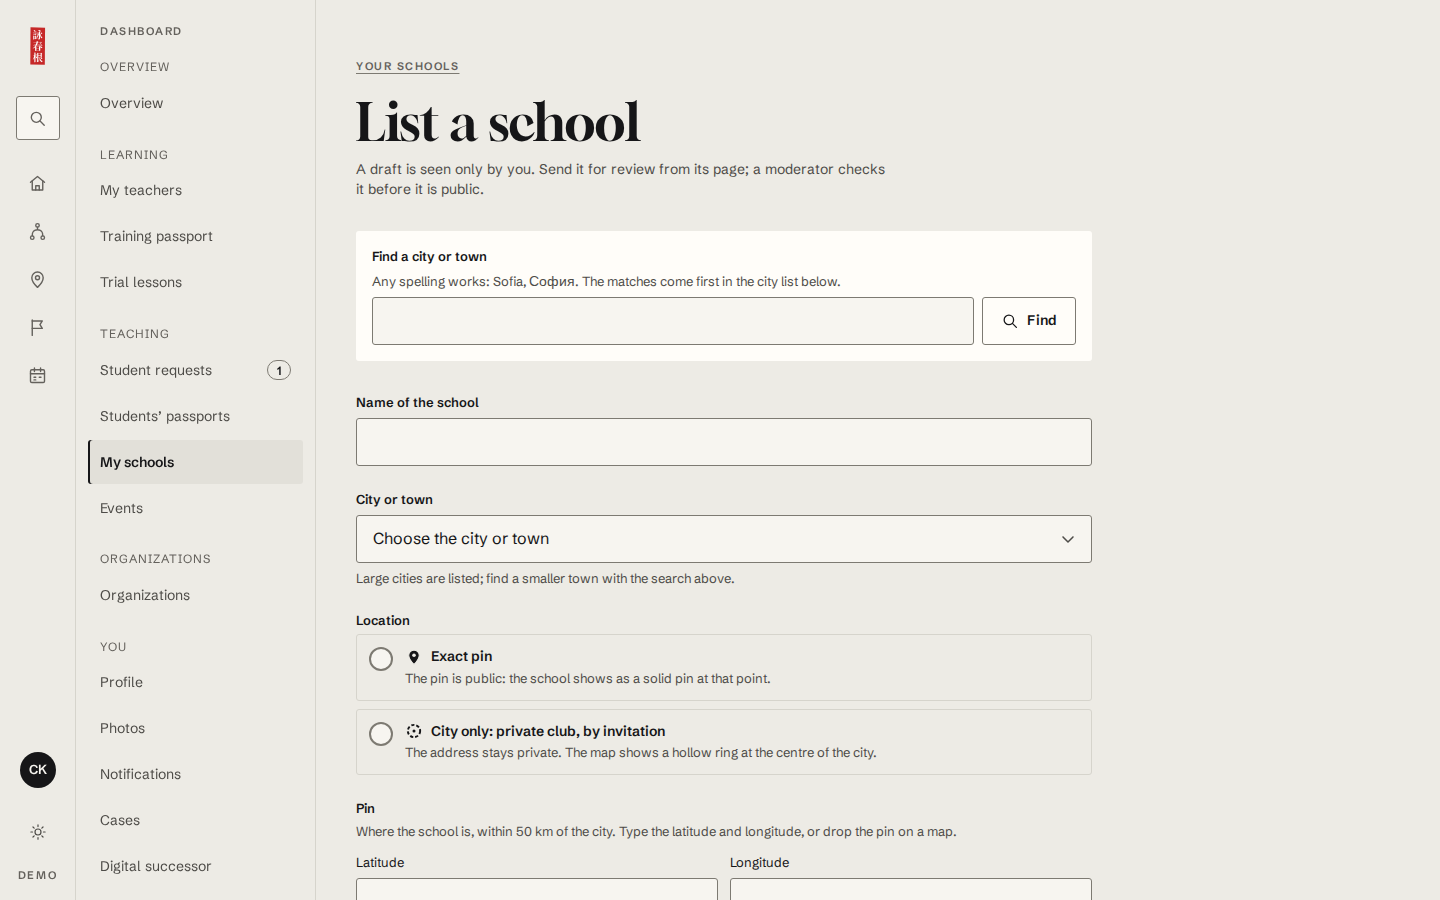 詠春根
DASHBOARD
OVERVIEW
Overview
LEARNING
My teachers
Training passport
Trial lessons
TEACHING
Student requests 1
Students’ passports
My schools
Events
ORGANIZATIONS
Organizations
YOU
Profile
Photos
Notifications
Cases
Digital successor
CK
DEMO
YOUR SCHOOLS
List a school
A draft is seen only by you. Send it for review from its page; a moderator checks
it before it is public.
Find a city or town
Any spelling works: Sofia, София. The matches come first in the city list below.
Find
Name of the school
City or town
Choose the city or town
Large cities are listed; find a smaller town with the search above.
Location
Exact pin
The pin is public: the school shows as a solid pin at that point.
City only: private club, by invitation
The address stays private. The map shows a hollow ring at the centre of the city.
Pin
Where the school is, within 50 km of the city. Type the latitude and longitude, or drop the pin on a map.
Latitude Longitude